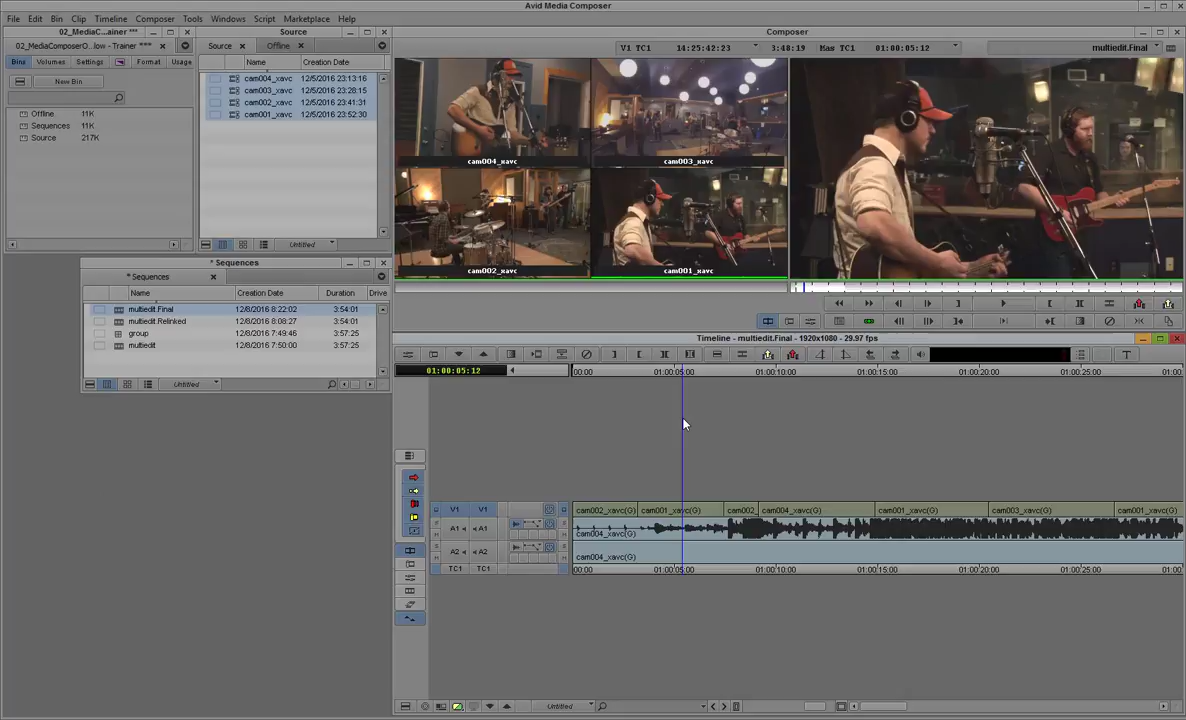 Avid Media Composer
File Edit Bin Clip Timeline Composer Tools Windows Script Marketplace Help
02_MediaC...ainer ***
Source
Composer
02_MediaComposerO...low - Trainer ***
Source
Offline
V1 TC1 14:25:42:23 3:48:19 Mas TC1 01:00:05:12 multiedit.Final
Bins Volumes Settings Format Usage
Name Creation Date
New Bin
cam004_xavc 12/5/2016 23:13:16
cam003_xavc 12/5/2016 23:28:15
cam002_xavc 12/5/2016 23:41:31
cam001_xavc 12/5/2016 23:52:30
Offline 11K
Sequences 11K
Source 217K
cam004_xavc
cam003_xavc
cam002_xavc
cam001_xavc
Untitled
* Sequences
* Sequences
Name Creation Date Duration Drive
multiedit.Final 12/8/2016 8:22:02 3:54:01
multiedit.Relinked 12/8/2016 8:08:27 3:54:01
group 12/8/2016 7:49:46 3:57:25
multiedit 12/8/2016 7:50:00 3:57:25
Untitled
Timeline - multiedit.Final - 1920x1080 - 29.97 fps
T
01:00:05:12
00:00 01:00:05:00 01:00:10:00 01:00:15:00 01:00:20:00 01:00:25:00 01:00
V1 V1 cam002_xavc(G) cam001_xavc(G) cam002_ cam004_xavc(G) cam001_xavc(G) cam003_xavc(G) cam001_xavc(G)
A1 A1 cam004_xavc(G)
A2 A2 cam004_xavc(G)
TC1 TC1 00:00 01:00:05:00 01:00:10:00 01:00:15:00 01:00:20:00 01:00:25:00 01:00
Untitled